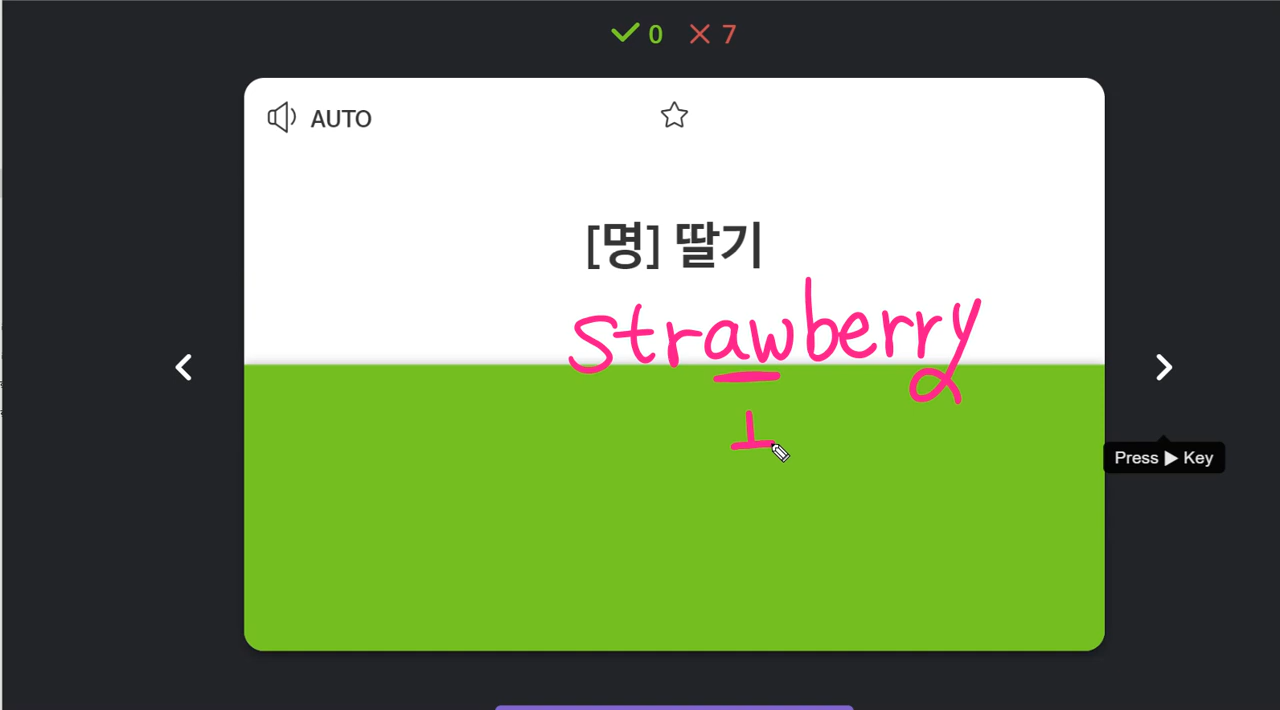 0 7
AUTO
[명] 딸기
strawberry
ㅗ
Press ▶ Key